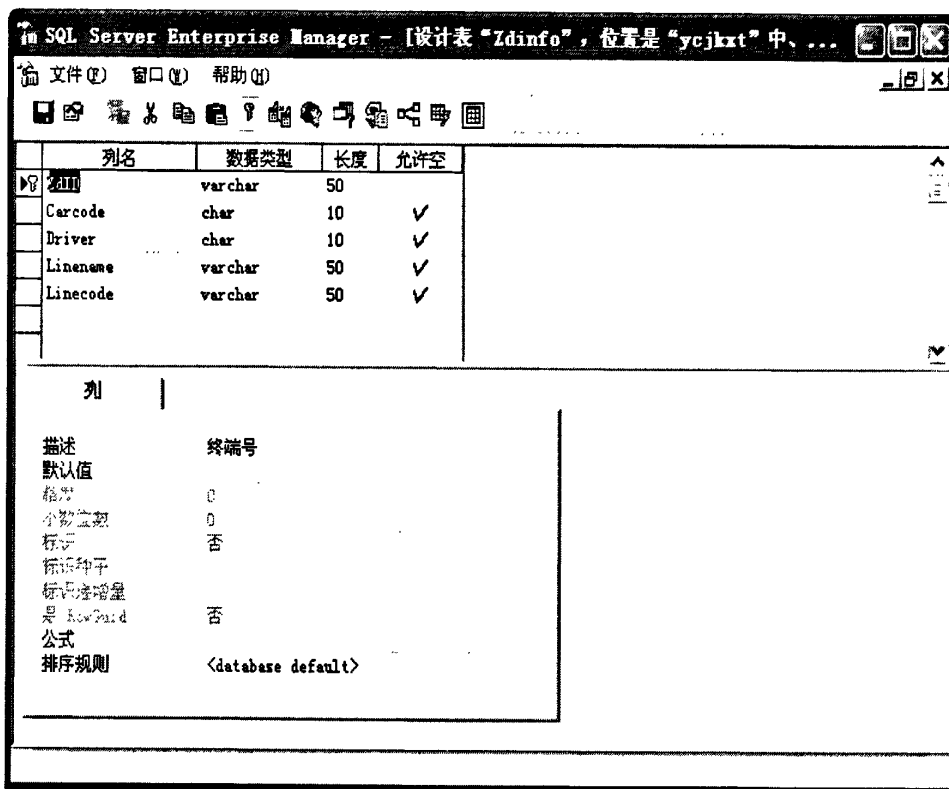 SQL Server Enterprise Manager - [设计表“Zdinfo”, 位置是“ycjkxt”中、...
文件(F) 窗口(W) 帮助(H)
列名 数据类型 长度 允许空
ZdID varchar 50
Carcode char 10 ✓
Driver char 10 ✓
Linename varchar 50 ✓
Linecode varchar 50 ✓
列
描述 终端号
默认值
精度 0
小数位数 0
标识 否
标识种子
标识递增量
是 RowGuid 否
公式
排序规则 <database default>